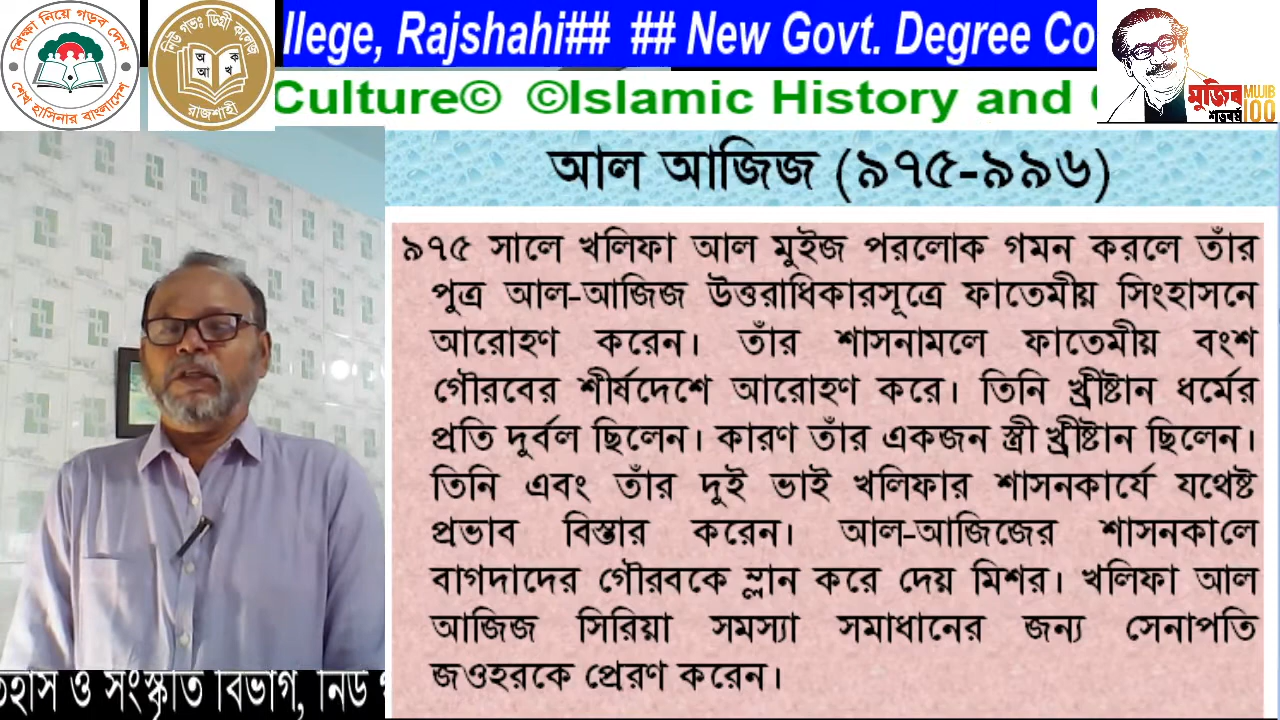 শিক্ষা নিয়ে গড়ব দেশ
শেখ হাসিনার বাংলাদেশ
নিউ গভঃ ডিগ্রী কলেজ
অ ক
আ খ
রাজশাহী
llege, Rajshahi## ## New Govt. Degree Co
Culture© ©Islamic History and
মুজিব
শতবর্ষ
MUJIB
100
আল আজিজ (৯৭৫-৯৯৬)
৯৭৫ সালে খলিফা আল মুইজ পরলোক গমন করলে তাঁর
পুত্র আল-আজিজ উত্তরাধিকারসূত্রে ফাতেমীয় সিংহাসনে
আরোহণ করেন। তাঁর শাসনামলে ফাতেমীয় বংশ
গৌরবের শীর্ষদেশে আরোহণ করে। তিনি খ্রীষ্টান ধর্মের
প্রতি দুর্বল ছিলেন। কারণ তাঁর একজন স্ত্রী খ্রীষ্টান ছিলেন।
তিনি এবং তাঁর দুই ভাই খলিফার শাসনকার্যে যথেষ্ট
প্রভাব বিস্তার করেন। আল-আজিজের শাসনকালে
বাগদাদের গৌরবকে ম্লান করে দেয় মিশর। খলিফা আল
আজিজ সিরিয়া সমস্যা সমাধানের জন্য সেনাপতি
জওহরকে প্রেরণ করেন।
তিহাস ও সংস্কৃতি বিভাগ, নিউ